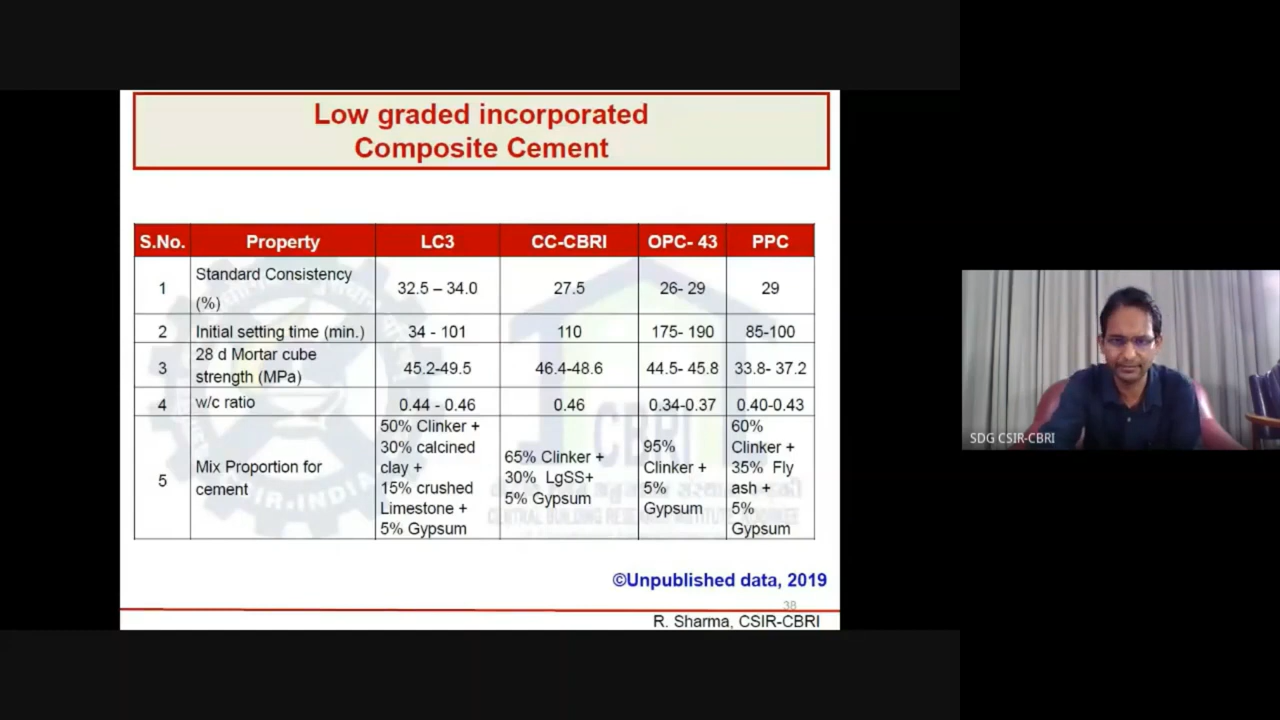 Low graded incorporated
Composite Cement
S.No. Property LC3 CC-CBRI OPC- 43 PPC
1 Standard Consistency (%) 32.5 – 34.0 27.5 26- 29 29
2 Initial setting time (min.) 34 - 101 110 175- 190 85-100
3 28 d Mortar cube strength (MPa) 45.2-49.5 46.4-48.6 44.5- 45.8 33.8- 37.2
4 w/c ratio 0.44 - 0.46 0.46 0.34-0.37 0.40-0.43
5 Mix Proportion for cement
50% Clinker +
30% calcined
clay +
15% crushed
Limestone +
5% Gypsum
65% Clinker +
30% LgSS+
5% Gypsum
95%
Clinker +
5%
Gypsum
60%
Clinker +
35% Fly
ash +
5%
Gypsum
CBRI
CENTRAL BUILDING RESEARCH INSTITUTE
©Unpublished data, 2019
38
R. Sharma, CSIR-CBRI
SDG CSIR-CBRI